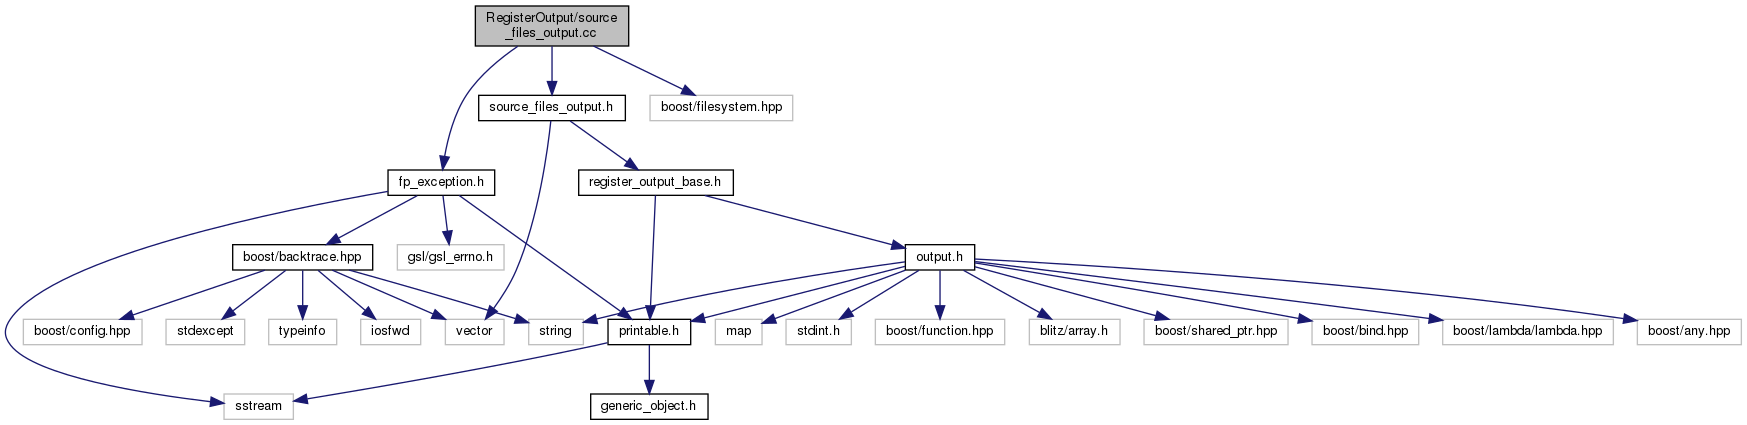 RegisterOutput/source
_files_output.cc
source_files_output.h
boost/filesystem.hpp
fp_exception.h
register_output_base.h
boost/backtrace.hpp
gsl/gsl_errno.h
output.h
boost/config.hpp
stdexcept
typeinfo
iosfwd
vector
string
printable.h
map
stdint.h
boost/function.hpp
blitz/array.h
boost/shared_ptr.hpp
boost/bind.hpp
boost/lambda/lambda.hpp
boost/any.hpp
sstream
generic_object.h